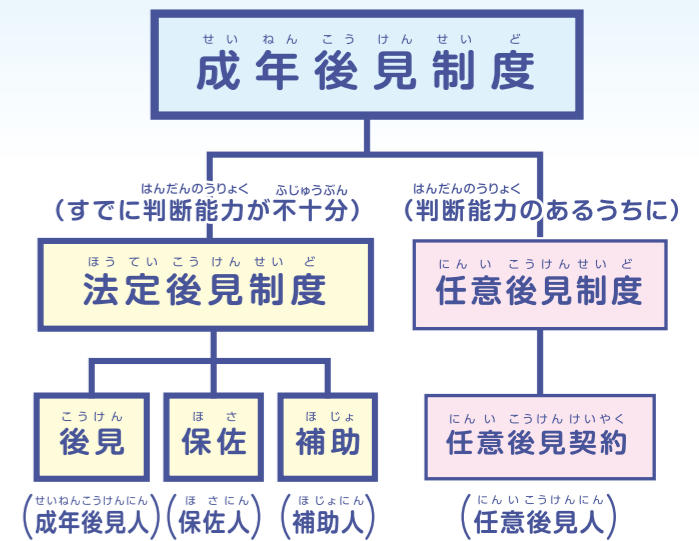 せいねんこうけんせいど
成年後見制度
はんだんのうりょく ふじゅうぶん
（すでに判断能力が不十分）
はんだんのうりょく
（判断能力のあるうちに）
ほうていこうけんせいど
法定後見制度
にんいこうけんせいど
任意後見制度
こうけん
後見
ほさ
保佐
ほじょ
補助
にんいこうけんけいやく
任意後見契約
せいねんこうけんにん
（成年後見人）
ほさにん
（保佐人）
ほじょにん
（補助人）
にんいこうけんにん
（任意後見人）